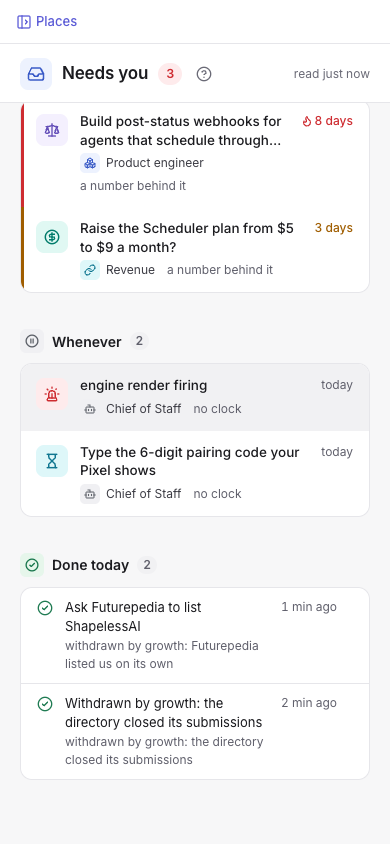 Places
Needs you 3 read just now
Build post-status webhooks for 8 days
agents that schedule through...
Product engineer
a number behind it
Raise the Scheduler plan from $5 3 days
to $9 a month?
Revenue a number behind it
Whenever 2
engine render firing today
Chief of Staff no clock
Type the 6-digit pairing code your today
Pixel shows
Chief of Staff no clock
Done today 2
Ask Futurepedia to list 1 min ago
ShapelessAI
withdrawn by growth: Futurepedia
listed us on its own
Withdrawn by growth: the 2 min ago
directory closed its submissions
withdrawn by growth: the directory
closed its submissions